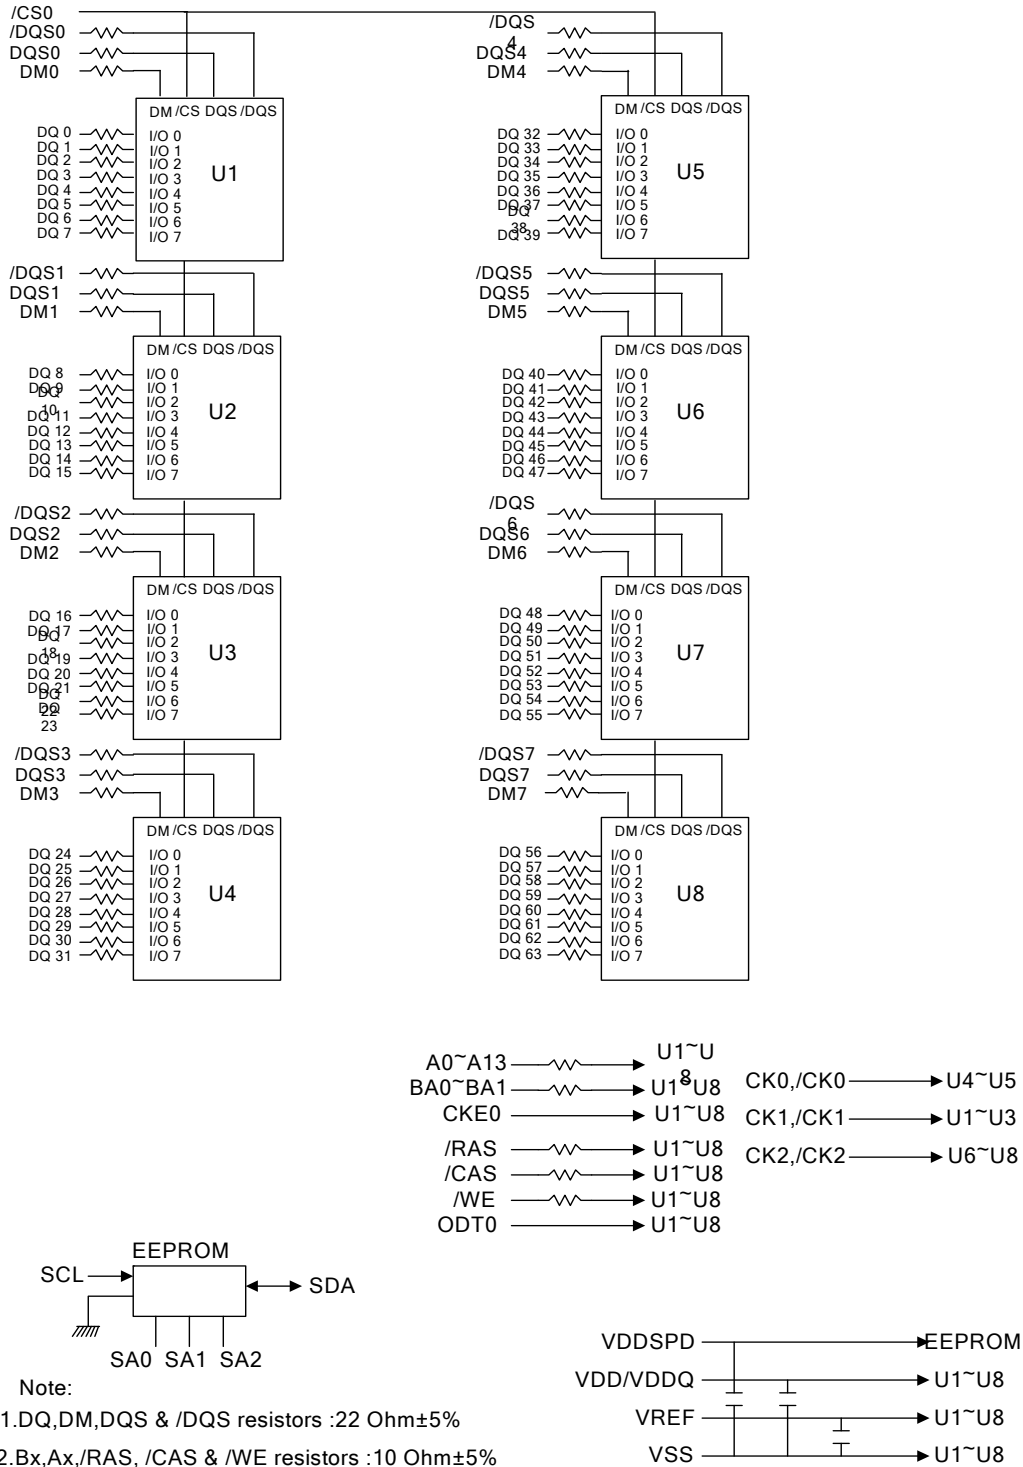 /CS0
/DQS0
DQS0
DM0
DM /CS DQS /DQS
DQ 0 I/O 0
DQ 1 I/O 1
DQ 2 I/O 2
DQ 3 I/O 3
DQ 4 I/O 4
DQ 5 I/O 5
DQ 6 I/O 6
DQ 7 I/O 7
U1
/DQS1
DQS1
DM1
DM /CS DQS /DQS
DQ 8 I/O 0
DQ 9 I/O 1
DQ 10 I/O 2
DQ 11 I/O 3
DQ 12 I/O 4
DQ 13 I/O 5
DQ 14 I/O 6
DQ 15 I/O 7
U2
/DQS2
DQS2
DM2
DM /CS DQS /DQS
DQ 16 I/O 0
DQ 17 I/O 1
DQ 18 I/O 2
DQ 19 I/O 3
DQ 20 I/O 4
DQ 21 I/O 5
DQ 22 I/O 6
DQ 23 I/O 7
U3
/DQS3
DQS3
DM3
DM /CS DQS /DQS
DQ 24 I/O 0
DQ 25 I/O 1
DQ 26 I/O 2
DQ 27 I/O 3
DQ 28 I/O 4
DQ 29 I/O 5
DQ 30 I/O 6
DQ 31 I/O 7
U4
/DQS 4
DQS4
DM4
DM /CS DQS /DQS
DQ 32 I/O 0
DQ 33 I/O 1
DQ 34 I/O 2
DQ 35 I/O 3
DQ 36 I/O 4
DQ 37 I/O 5
DQ 38 I/O 6
DQ 39 I/O 7
U5
/DQS5
DQS5
DM5
DM /CS DQS /DQS
DQ 40 I/O 0
DQ 41 I/O 1
DQ 42 I/O 2
DQ 43 I/O 3
DQ 44 I/O 4
DQ 45 I/O 5
DQ 46 I/O 6
DQ 47 I/O 7
U6
/DQS 6
DQS6
DM6
DM /CS DQS /DQS
DQ 48 I/O 0
DQ 49 I/O 1
DQ 50 I/O 2
DQ 51 I/O 3
DQ 52 I/O 4
DQ 53 I/O 5
DQ 54 I/O 6
DQ 55 I/O 7
U7
/DQS7
DQS7
DM7
DM /CS DQS /DQS
DQ 56 I/O 0
DQ 57 I/O 1
DQ 58 I/O 2
DQ 59 I/O 3
DQ 60 I/O 4
DQ 61 I/O 5
DQ 62 I/O 6
DQ 63 I/O 7
U8
A0~A13 U1~U8
BA0~BA1 U1~U8
CKE0 U1~U8
/RAS U1~U8
/CAS U1~U8
/WE U1~U8
ODT0 U1~U8
CK0,/CK0 U4~U5
CK1,/CK1 U1~U3
CK2,/CK2 U6~U8
EEPROM
SCL SDA
SA0 SA1 SA2
VDDSPD EEPROM
VDD/VDDQ U1~U8
VREF U1~U8
VSS U1~U8
Note:
1.DQ,DM,DQS & /DQS resistors :22 Ohm±5%
2.Bx,Ax,/RAS, /CAS & /WE resistors :10 Ohm±5%